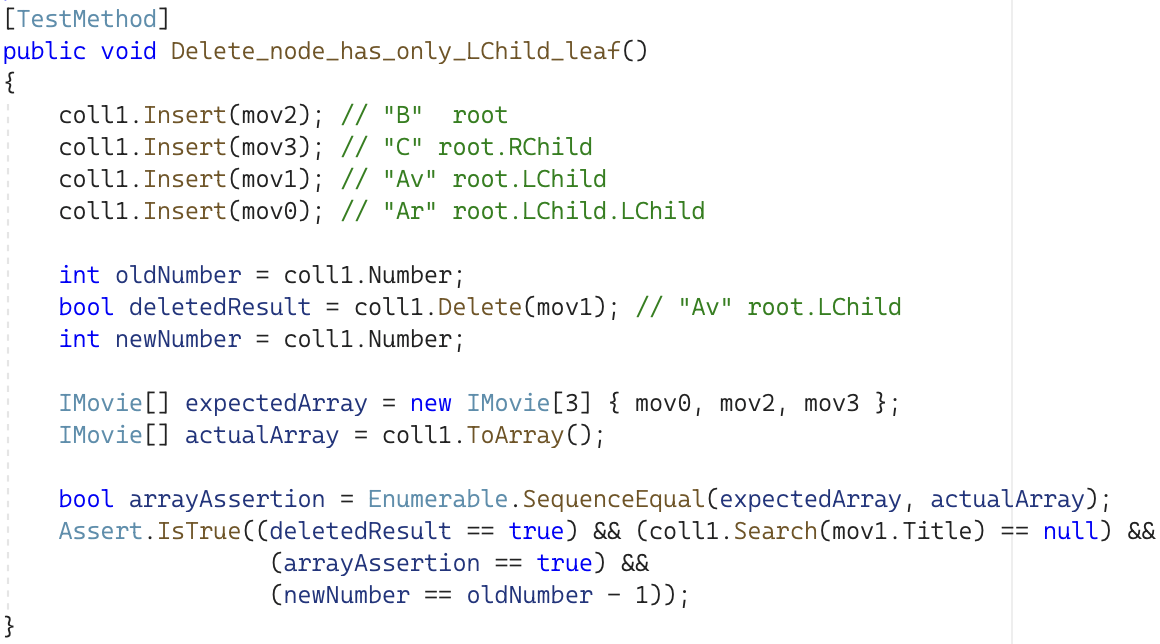 [TestMethod]
public void Delete_node_has_only_LChild_leaf()
{
    coll1.Insert(mov2); // "B"  root
    coll1.Insert(mov3); // "C" root.RChild
    coll1.Insert(mov1); // "Av" root.LChild
    coll1.Insert(mov0); // "Ar" root.LChild.LChild

    int oldNumber = coll1.Number;
    bool deletedResult = coll1.Delete(mov1); // "Av" root.LChild
    int newNumber = coll1.Number;

    IMovie[] expectedArray = new IMovie[3] { mov0, mov2, mov3 };
    IMovie[] actualArray = coll1.ToArray();

    bool arrayAssertion = Enumerable.SequenceEqual(expectedArray, actualArray);
    Assert.IsTrue((deletedResult == true) && (coll1.Search(mov1.Title) == null) &&
                   (arrayAssertion == true) &&
                   (newNumber == oldNumber - 1));
}